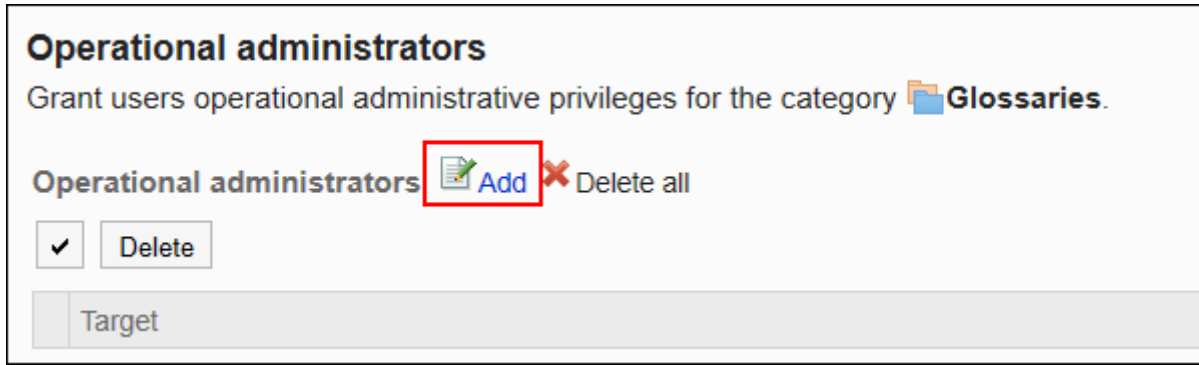 Operational administrators
Grant users operational administrative privileges for the category Glossaries.
Operational administrators Add Delete all
Delete
Target